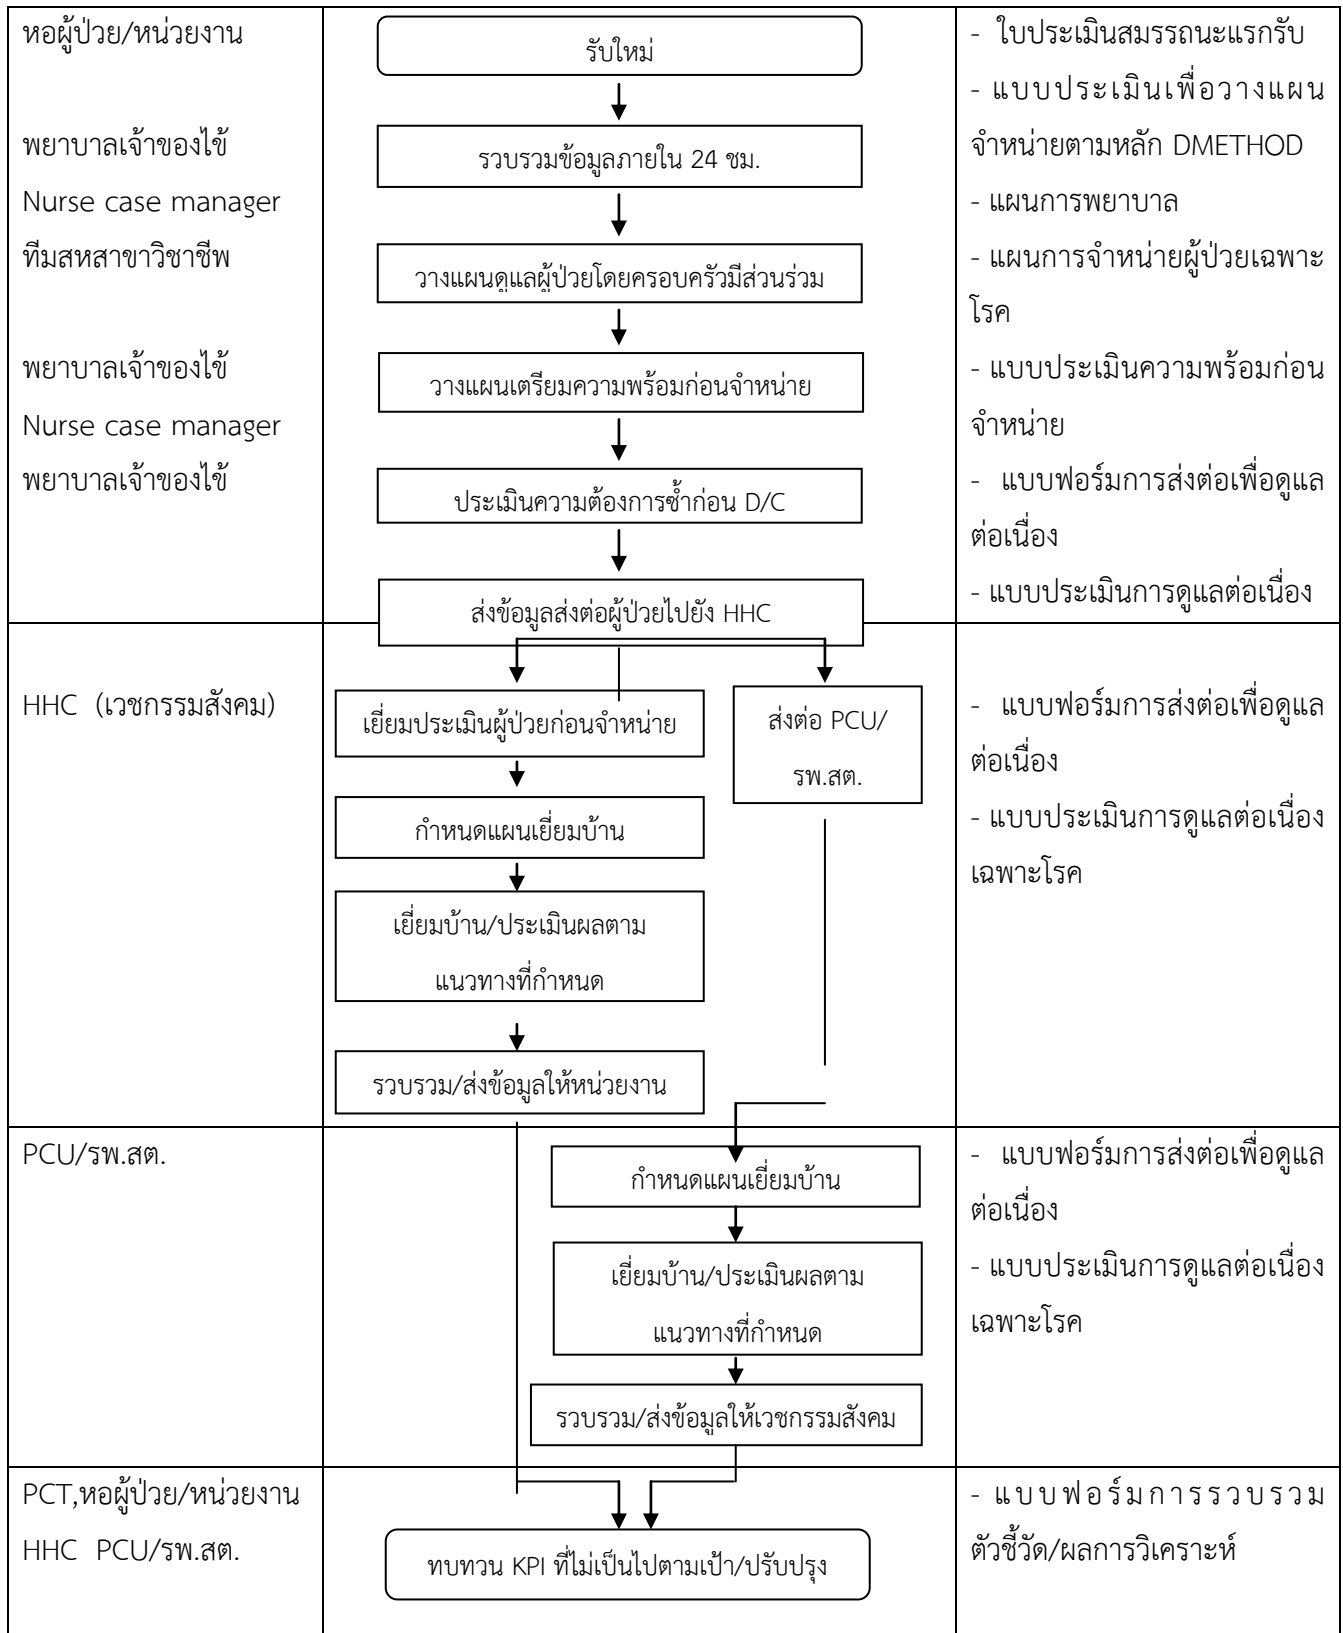 หอผู้ป่วย/หน่วยงาน
พยาบาลเจ้าของไข้
Nurse case manager
ทีมสหสาขาวิชาชีพ
พยาบาลเจ้าของไข้
Nurse case manager
พยาบาลเจ้าของไข้
รับใหม่
รวบรวมข้อมูลภายใน 24 ชม.
วางแผนดูแลผู้ป่วยโดยครอบครัวมีส่วนร่วม
วางแผนเตรียมความพร้อมก่อนจำหน่าย
ประเมินความต้องการซ้ำก่อน D/C
ส่งข้อมูลส่งต่อผู้ป่วยไปยัง HHC
- ใบประเมินสมรรถนะแรกรับ
- แบบประเมินเพื่อวางแผน
จำหน่ายตามหลัก DMETHOD
- แผนการพยาบาล
- แผนการจำหน่ายผู้ป่วยเฉพาะ
โรค
- แบบประเมินความพร้อมก่อน
จำหน่าย
- แบบฟอร์มการส่งต่อเพื่อดูแล
ต่อเนื่อง
- แบบประเมินการดูแลต่อเนื่อง
HHC (เวชกรรมสังคม)
เยี่ยมประเมินผู้ป่วยก่อนจำหน่าย
กำหนดแผนเยี่ยมบ้าน
เยี่ยมบ้าน/ประเมินผลตาม
แนวทางที่กำหนด
รวบรวม/ส่งข้อมูลให้หน่วยงาน
ส่งต่อ PCU/
รพ.สต.
- แบบฟอร์มการส่งต่อเพื่อดูแล
ต่อเนื่อง
- แบบประเมินการดูแลต่อเนื่อง
เฉพาะโรค
PCU/รพ.สต.
กำหนดแผนเยี่ยมบ้าน
เยี่ยมบ้าน/ประเมินผลตาม
แนวทางที่กำหนด
รวบรวม/ส่งข้อมูลให้เวชกรรมสังคม
- แบบฟอร์มการส่งต่อเพื่อดูแล
ต่อเนื่อง
- แบบประเมินการดูแลต่อเนื่อง
เฉพาะโรค
PCT,หอผู้ป่วย/หน่วยงาน
HHC PCU/รพ.สต.
ทบทวน KPI ที่ไม่เป็นไปตามเป้า/ปรับปรุง
- แบบฟอร์มการรวบรวม
ตัวชี้วัด/ผลการวิเคราะห์